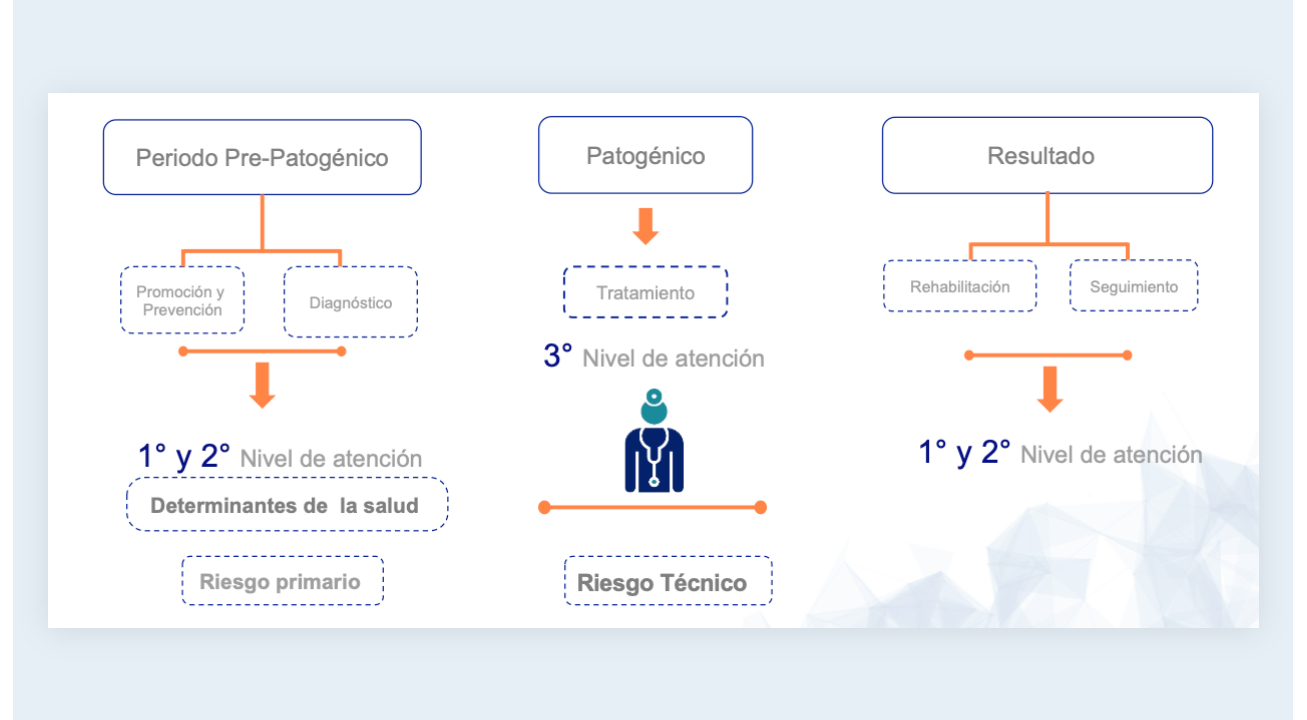 Periodo Pre-Patogénico
Promoción y
Prevención
Diagnóstico
1° y 2° Nivel de atención
Determinantes de la salud
Riesgo primario
Patogénico
Tratamiento
3° Nivel de atención
Riesgo Técnico
Resultado
Rehabilitación
Seguimiento
1° y 2° Nivel de atención